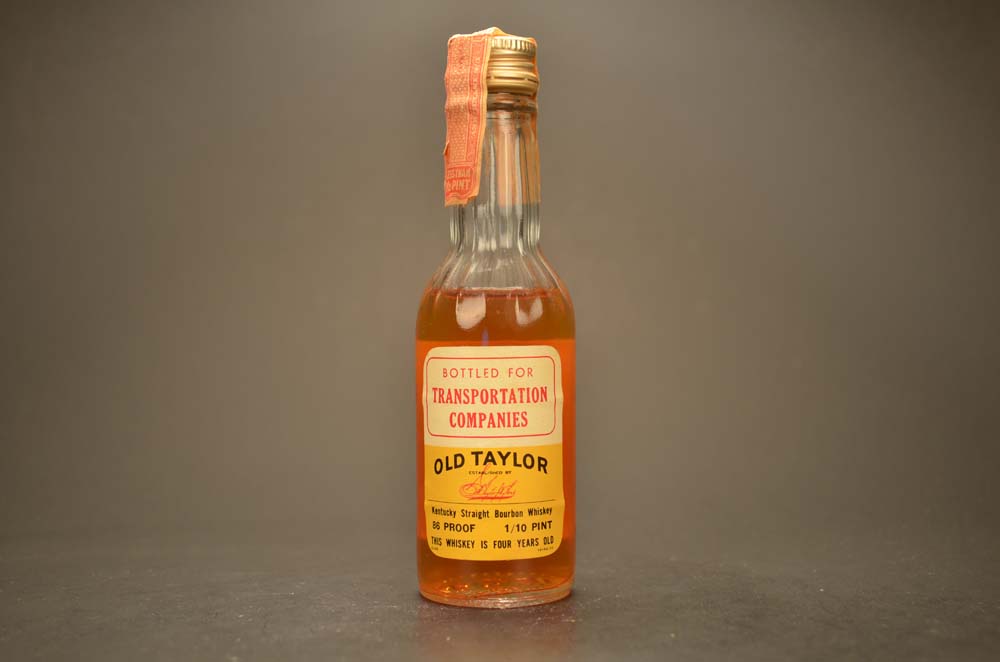 PINT
BOTTLED FOR
TRANSPORTATION
COMPANIES
OLD TAYLOR
ESTABLISHED BY
Kentucky Straight Bourbon Whiskey
86 PROOF 1/10 PINT
THIS WHISKEY IS FOUR YEARS OLD